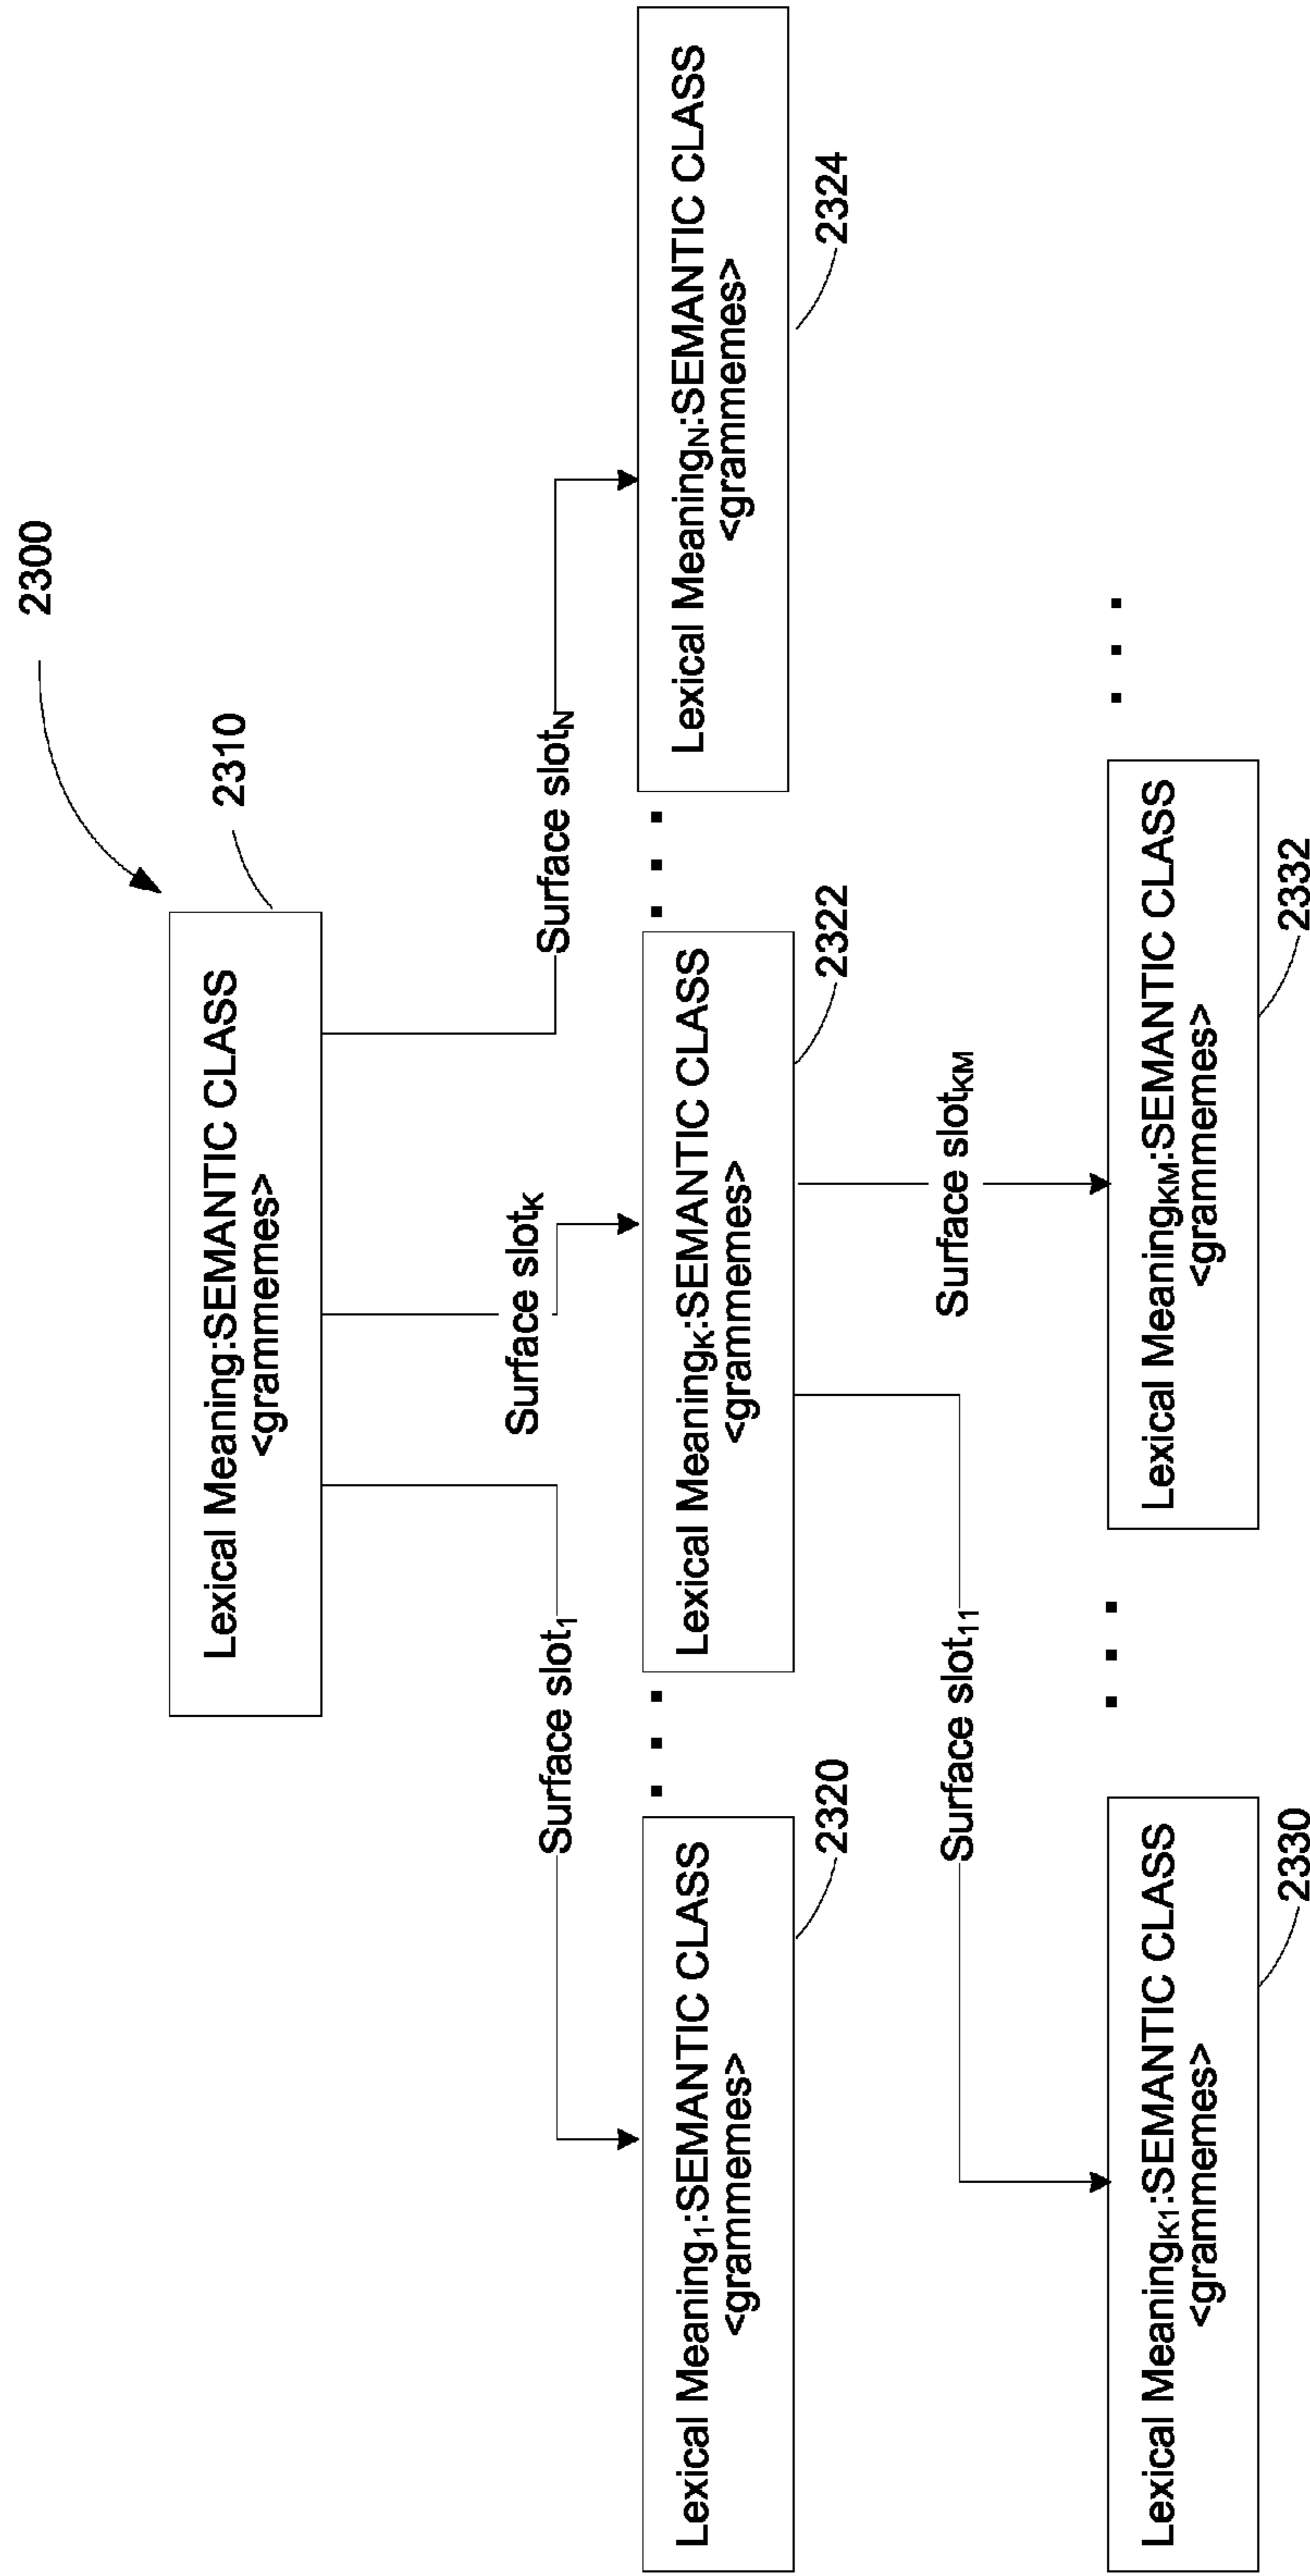 2300
2310
Lexical Meaning:SEMANTIC CLASS
<grammemes>
Surface slot₁
Surface slotK
Surface slotN
Lexical Meaning₁:SEMANTIC CLASS
<grammemes>
2320
. . .
Lexical MeaningK:SEMANTIC CLASS
<grammemes>
2322
. . .
Lexical MeaningN:SEMANTIC CLASS
<grammemes>
2324
Surface slot₁₁
Surface slotKM
Lexical MeaningK1:SEMANTIC CLASS
<grammemes>
2330
. . .
Lexical MeaningKM:SEMANTIC CLASS
<grammemes>
2332
. . .